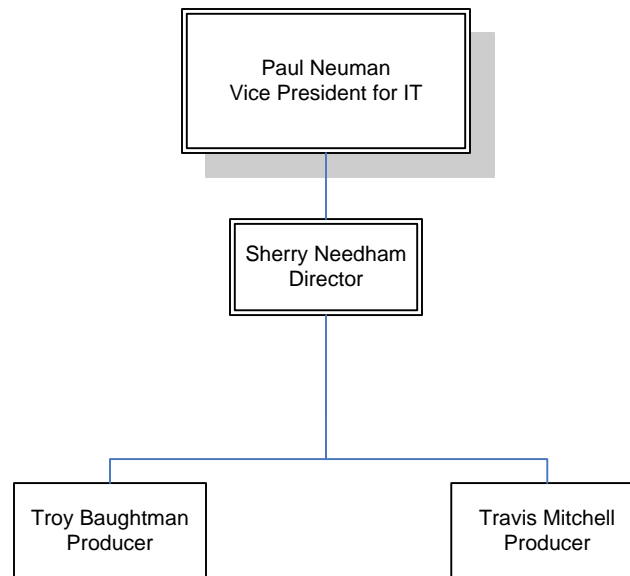 Paul Neuman
Vice President for IT
Sherry Needham
Director
Troy Baughtman
Producer
Travis Mitchell
Producer